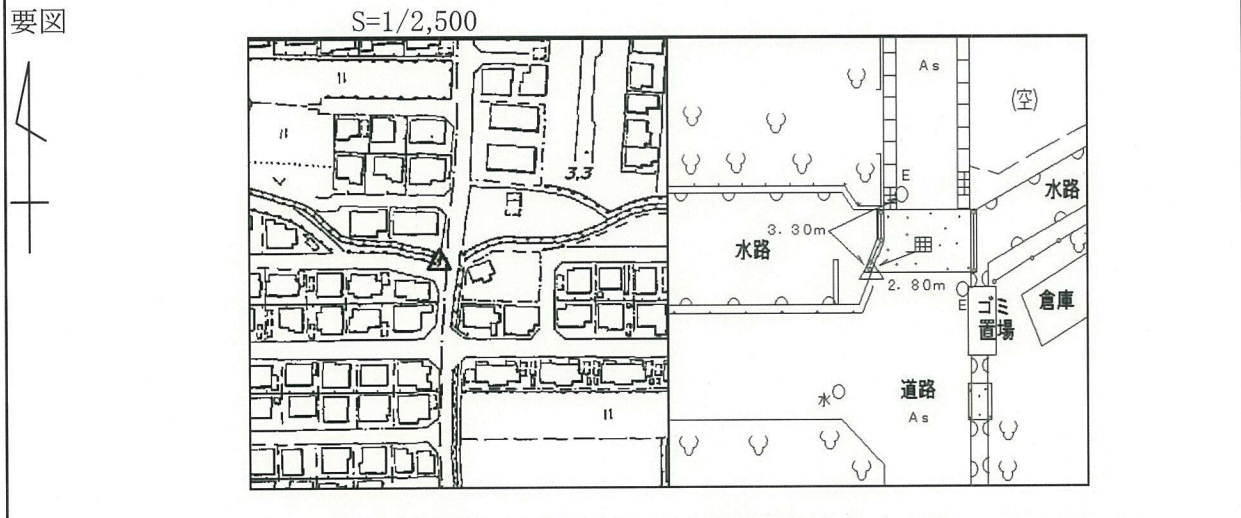 要図
S=1/2,500
3.3
As
(空)
E
水路
3.30m
水路
2.80m
E
ゴミ
置場
倉庫
水
道路
As